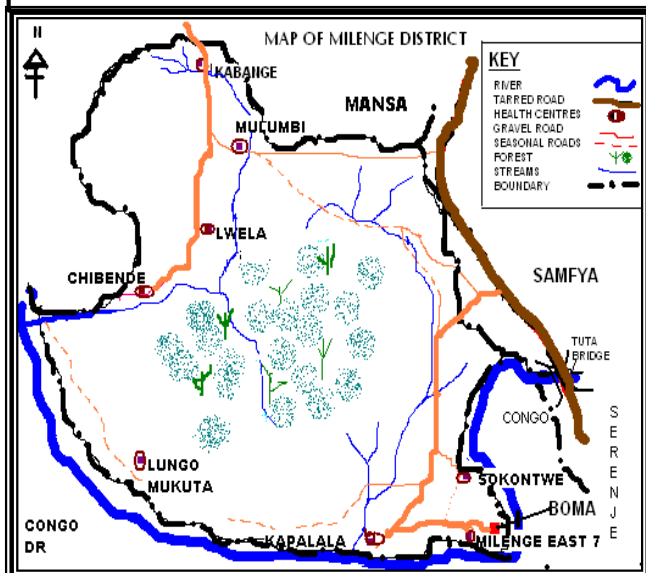 N
MAP OF MILENGE DISTRICT
KEY
RIVER
TARRED ROAD
HEALTH CENTRES
GRAVEL ROAD
SEASONAL ROADS
FOREST
STREAMS
BOUNDARY
KABANGE
MANSA
MULUMBI
LWELA
CHIBENDE
SAMFYA
TUTA
BRIDGE
CONGO
SERENJE
LUNGO
MUKUTA
SOKONTWE
BOMA
CONGO
DR
KAPALALA
MILENGE EAST 7